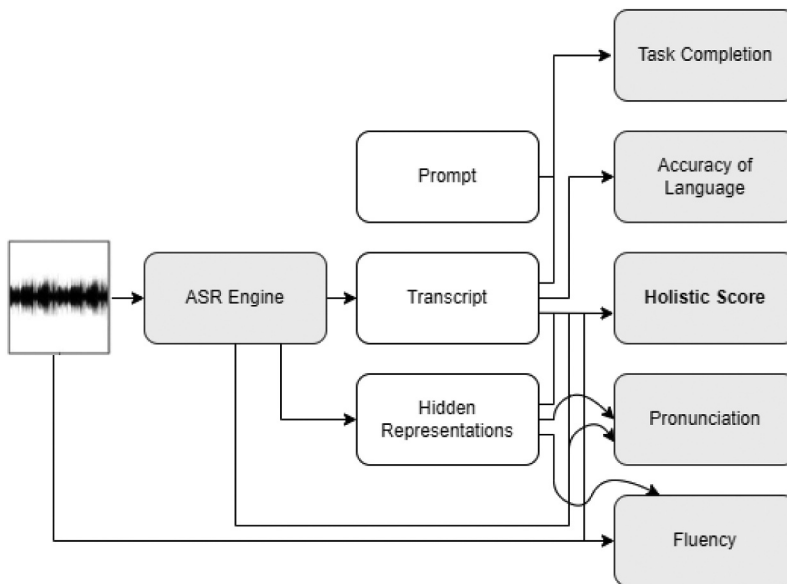 Task Completion
Prompt
Accuracy of
Language
ASR Engine
Transcript
Holistic Score
Hidden
Representations
Pronunciation
Fluency